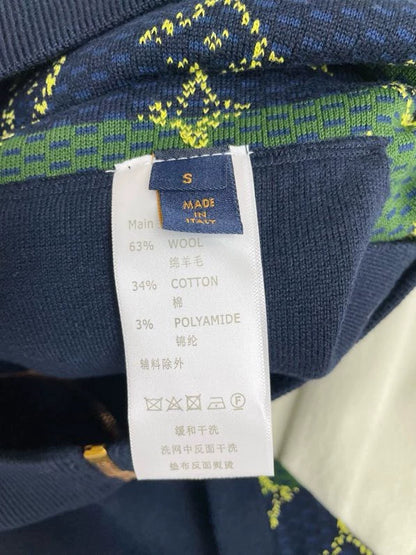 S
MADE
IN
ITALY
Main
63% WOOL
绵羊毛
34% COTTON
棉
3% POLYAMIDE
锦纶
辅料除外
F
缓和干洗
洗网中反面干洗
垫布反面熨烫